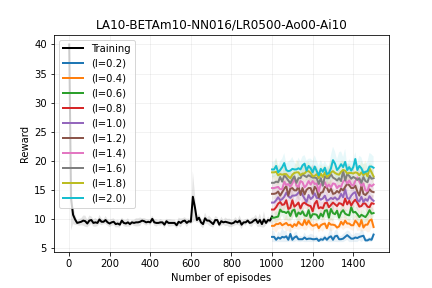 LA10-BETAm10-NN016/LR0500-Ao00-Ai10
40
35
30
25
20
15
10
5
Reward
Training
(l=0.2)
(l=0.4)
(l=0.6)
(l=0.8)
(l=1.0)
(l=1.2)
(l=1.4)
(l=1.6)
(l=1.8)
(l=2.0)
0 200 400 600 800 1000 1200 1400
Number of episodes